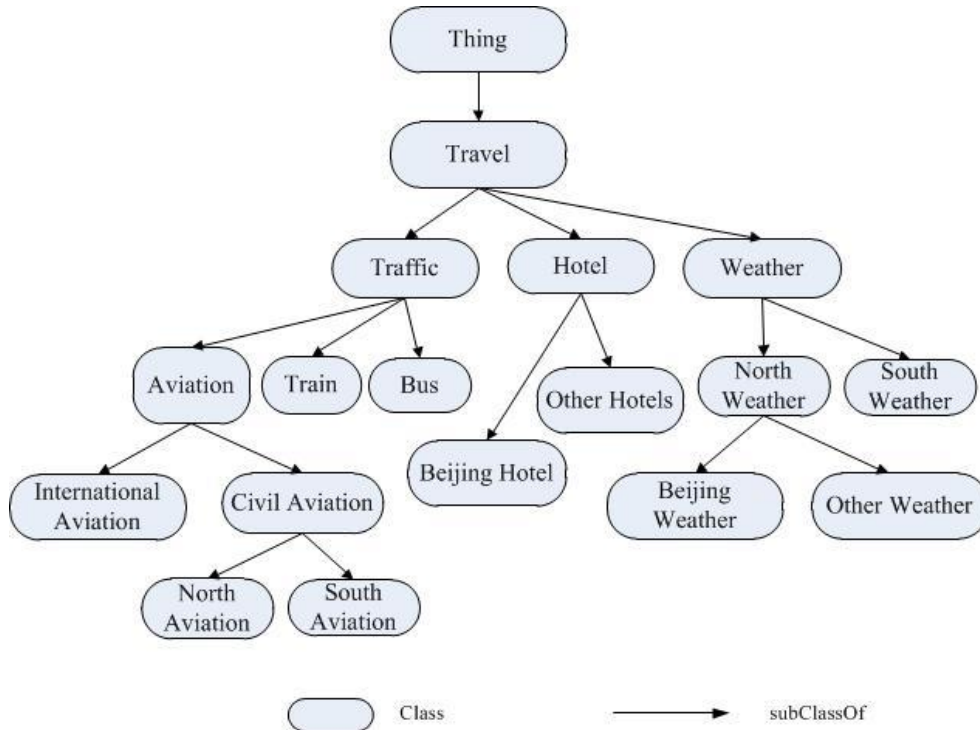 Thing
Travel
Traffic
Hotel
Weather
Aviation
Train
Bus
Other Hotels
North
Weather
South
Weather
International
Aviation
Civil Aviation
Beijing Hotel
Beijing
Weather
Other Weather
North
Aviation
South
Aviation
Class
subClassOf